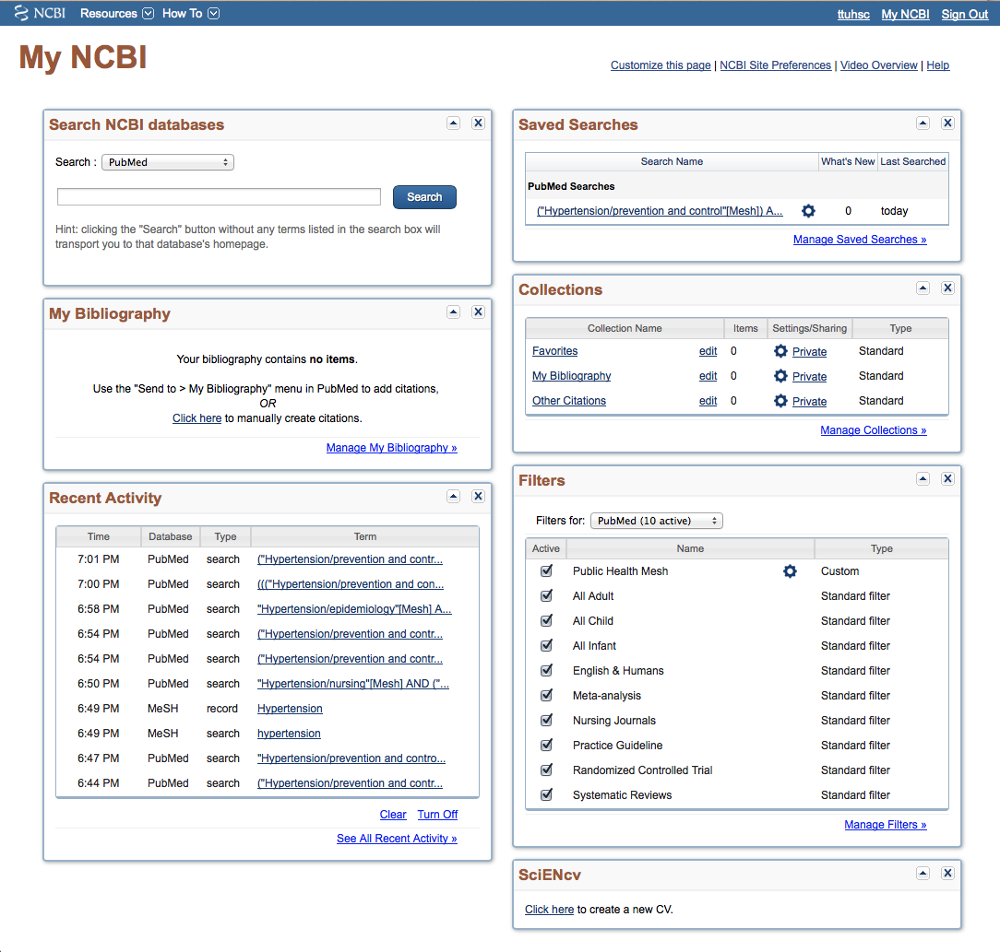 NCBI Resources How To ttuhsc My NCBI Sign Out
My NCBI
Customize this page | NCBI Site Preferences | Video Overview | Help
Search NCBI databases
Search : PubMed
Search
Hint: clicking the "Search" button without any terms listed in the search box will
transport you to that database's homepage.
My Bibliography
Your bibliography contains no items.
Use the "Send to > My Bibliography" menu in PubMed to add citations,
OR
Click here to manually create citations.
Manage My Bibliography »
Recent Activity
Time Database Type Term
7:01 PM PubMed search ("Hypertension/prevention and contr...
7:00 PM PubMed search ((("Hypertension/prevention and con...
6:58 PM PubMed search "Hypertension/epidemiology"[Mesh] A...
6:54 PM PubMed search ("Hypertension/prevention and contr...
6:54 PM PubMed search ("Hypertension/prevention and contr...
6:50 PM PubMed search "Hypertension/nursing"[Mesh] AND ("...
6:49 PM MeSH record Hypertension
6:49 PM MeSH search hypertension
6:47 PM PubMed search "Hypertension/prevention and contro...
6:44 PM PubMed search ("Hypertension/prevention and contr...
Clear Turn Off
See All Recent Activity »
Saved Searches
Search Name What's New Last Searched
PubMed Searches
("Hypertension/prevention and control"[Mesh]) A... 0 today
Manage Saved Searches »
Collections
Collection Name Items Settings/Sharing Type
Favorites edit 0 Private Standard
My Bibliography edit 0 Private Standard
Other Citations edit 0 Private Standard
Manage Collections »
Filters
Filters for: PubMed (10 active)
Active Name Type
Public Health Mesh Custom
All Adult Standard filter
All Child Standard filter
All Infant Standard filter
English & Humans Standard filter
Meta-analysis Standard filter
Nursing Journals Standard filter
Practice Guideline Standard filter
Randomized Controlled Trial Standard filter
Systematic Reviews Standard filter
Manage Filters »
SciENcv
Click here to create a new CV.